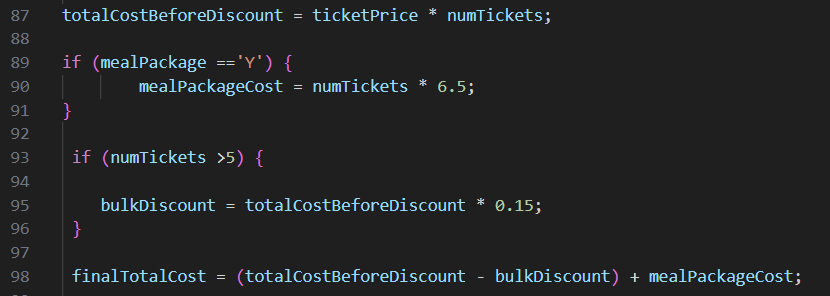 87 totalCostBeforeDiscount = ticketPrice * numTickets;
88
89 if (mealPackage =='Y') {
90 mealPackageCost = numTickets * 6.5;
91 }
92
93 if (numTickets >5) {
94
95 bulkDiscount = totalCostBeforeDiscount * 0.15;
96 }
97
98 finalTotalCost = (totalCostBeforeDiscount - bulkDiscount) + mealPackageCost;